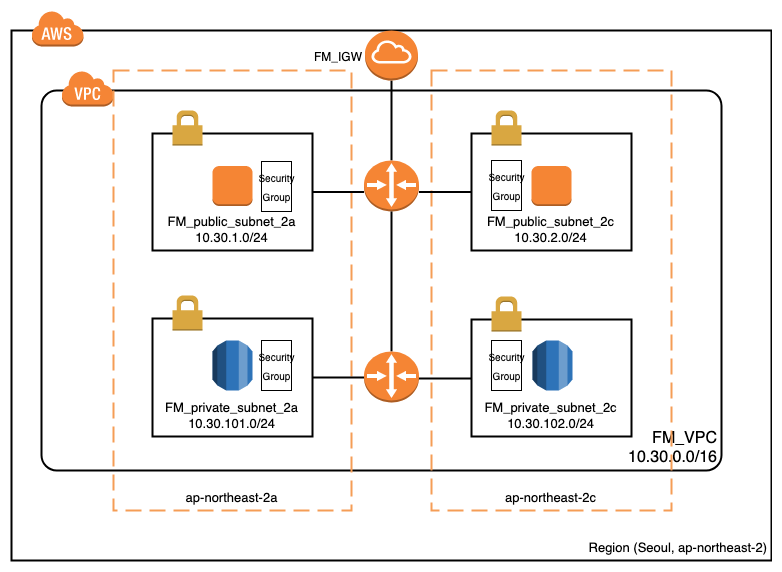 AWS
FM_IGW
VPC
Security
Group
FM_public_subnet_2a
10.30.1.0/24
Security
Group
FM_public_subnet_2c
10.30.2.0/24
Security
Group
FM_private_subnet_2a
10.30.101.0/24
Security
Group
FM_private_subnet_2c
10.30.102.0/24
FM_VPC
10.30.0.0/16
ap-northeast-2a
ap-northeast-2c
Region (Seoul, ap-northeast-2)